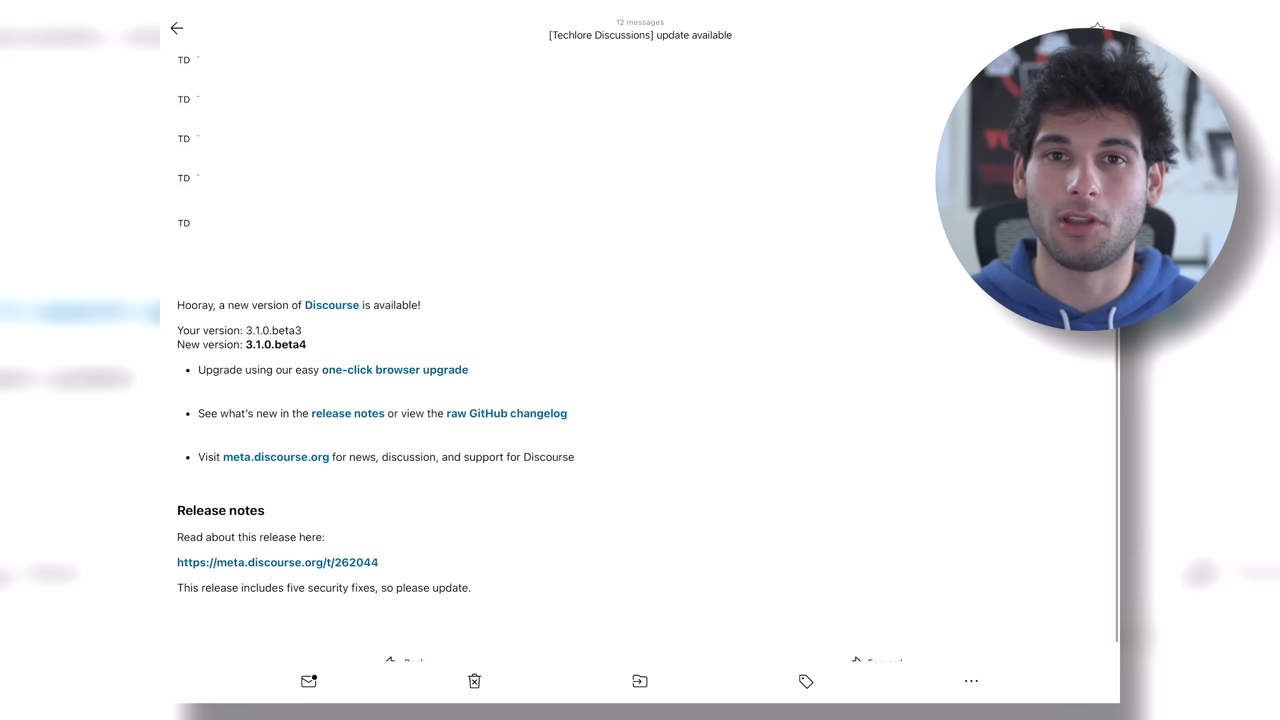 12 messages
[Techlore Discussions] update available
TD
TD
TD
TD
TD
Hooray, a new version of Discourse is available!
Your version: 3.1.0.beta3
New version: 3.1.0.beta4
• Upgrade using our easy one-click browser upgrade
• See what's new in the release notes or view the raw GitHub changelog
• Visit meta.discourse.org for news, discussion, and support for Discourse
Release notes
Read about this release here:
https://meta.discourse.org/t/262044
This release includes five security fixes, so please update.